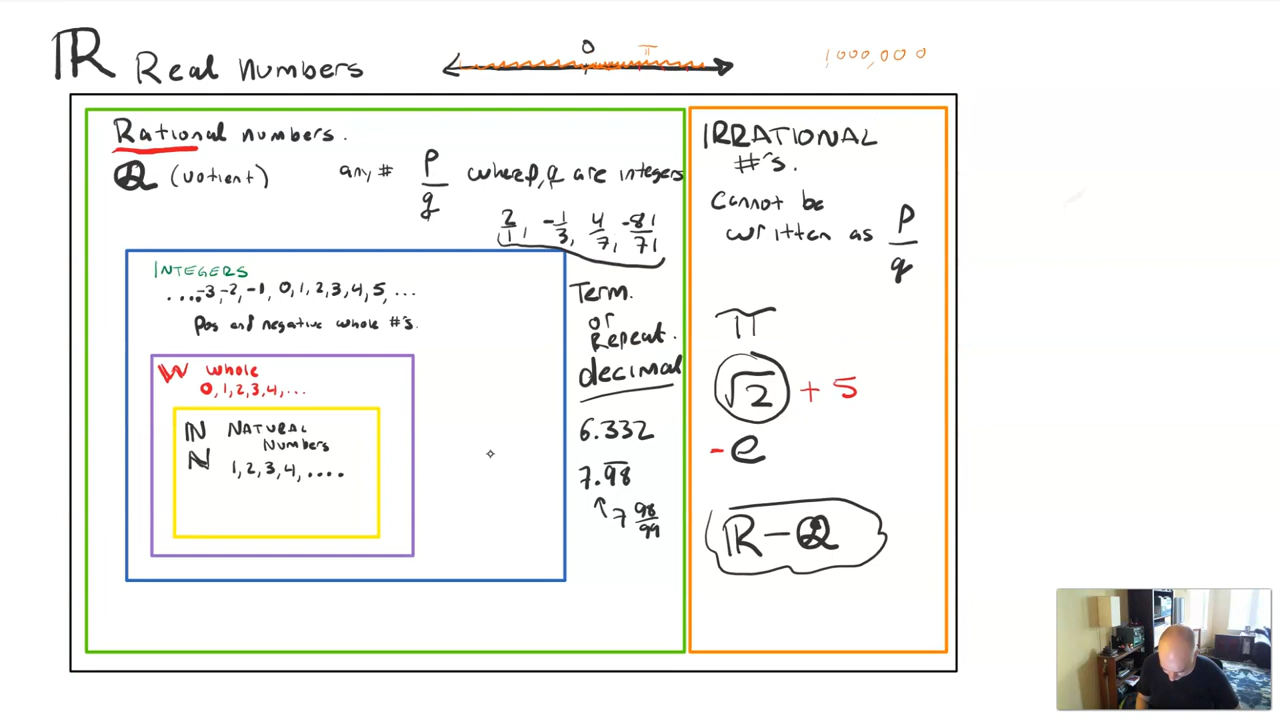 ℝ Real Numbers
0
π
1000,000
Rational numbers.
ℚ (uotient) any # p/q where p,q are integers
2/1, -1/3, 4/7, -81/71
INTEGERS
....-3,-2,-1, 0,1,2,3,4,5,...
Pos and negative whole #'s.
W whole
0,1,2,3,4,...
ℕ NATURAL
Numbers
N 1,2,3,4,....
Term.
or
Repeat.
decimal
6.332
7.9̅8̅
↑ 7 98/99
IRRATIONAL
#'s.
Cannot be
written as p/q
π
√2 + 5
- e
ℝ - ℚ